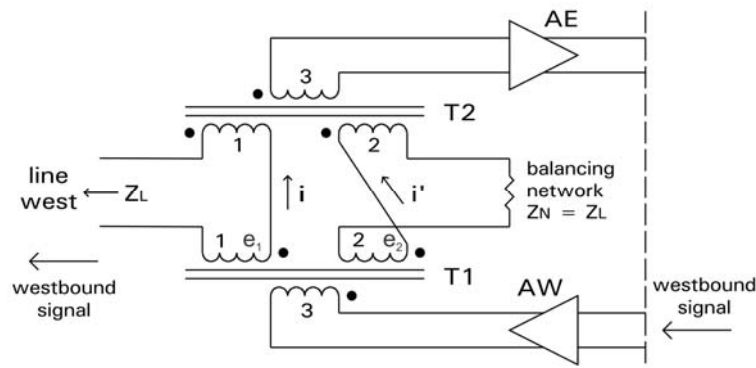 AE
3
T2
1
2
line
west
ZL
i
i'
balancing
network
ZN = ZL
1
e1
2
e2
T1
westbound
signal
3
AW
westbound
signal